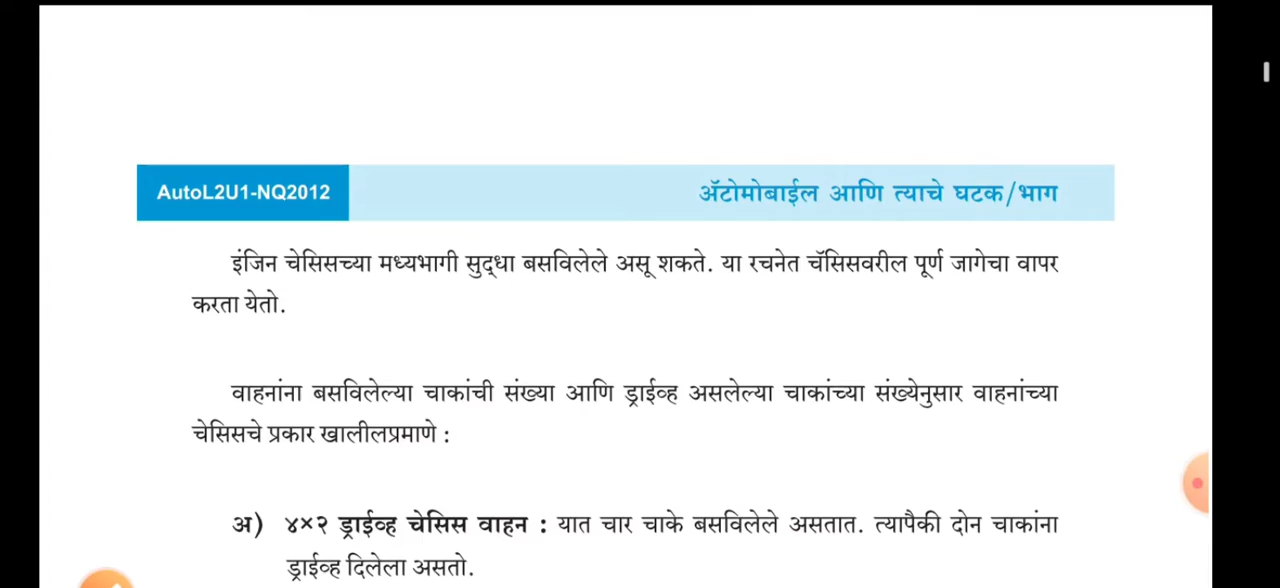 AutoL2U1-NQ2012
ॲटोमोबाईल आणि त्याचे घटक/भाग
इंजिन चेसिसच्या मध्यभागी सुद्धा बसविलेले असू शकते. या रचनेत चॅसिसवरील पूर्ण जागेचा वापर
करता येतो.
वाहनांना बसविलेल्या चाकांची संख्या आणि ड्राईव्ह असलेल्या चाकांच्या संख्येनुसार वाहनांच्या
चेसिसचे प्रकार खालीलप्रमाणे :
अ) ४×२ ड्राईव्ह चेसिस वाहन : यात चार चाके बसविलेले असतात. त्यापैकी दोन चाकांना
ड्राईव्ह दिलेला असतो.